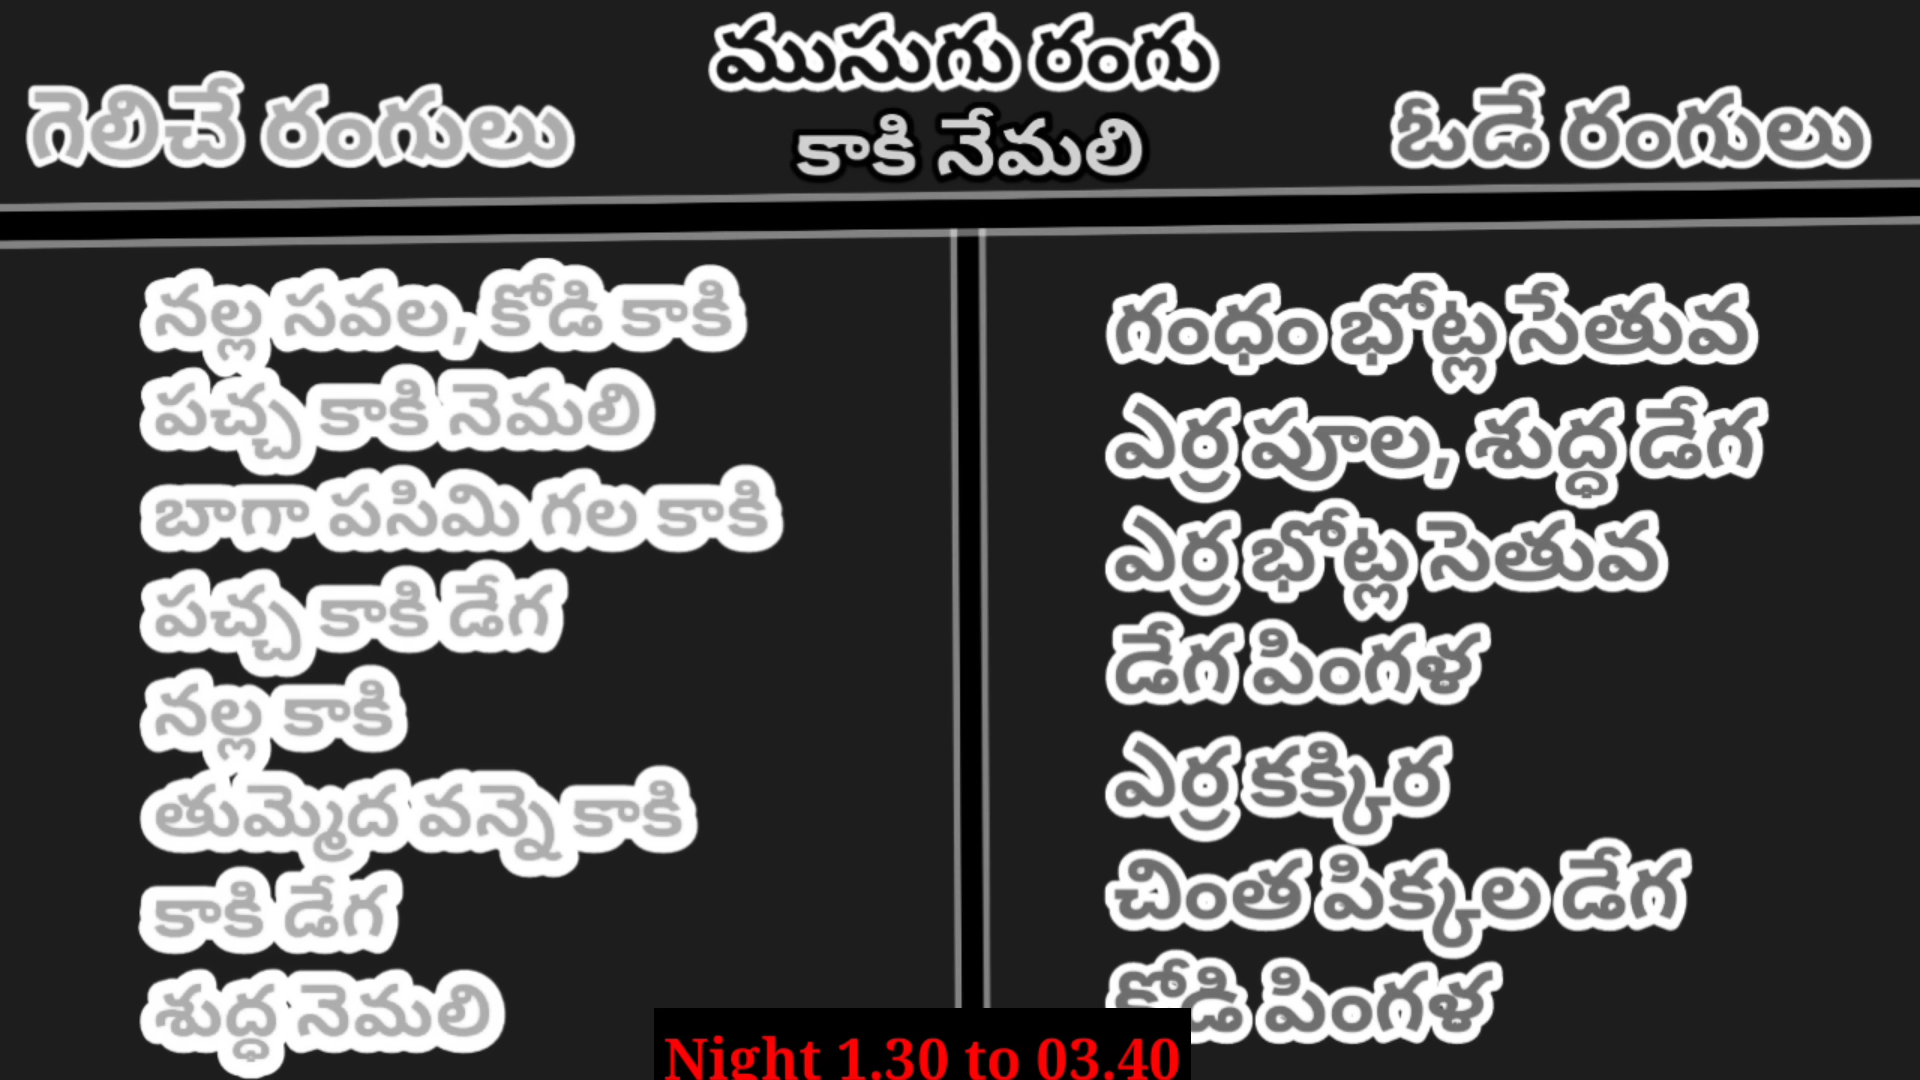 ముసుగు రంగు
గెలిచే రంగులు
కాకి నేమలి
ఓడే రంగులు
నల్ల సవల, కోడి కాకి
పచ్చ కాకి నెమలి
బాగా పసిమి గల కాకి
పచ్చ కాకి డేగ
నల్ల కాకి
తుమ్మెద వన్నె కాకి
కాకి డేగ
శుద్ధ నెమలి
గంధం భోట్ల సేతువ
ఎర్ర పూల, శుద్ధ డేగ
ఎర్ర భోట్ల సెతువ
డేగ పింగళ
ఎర్ర కక్కిర
చింత పిక్కల డేగ
కోడి పింగళ
Night 1.30 to 03.40